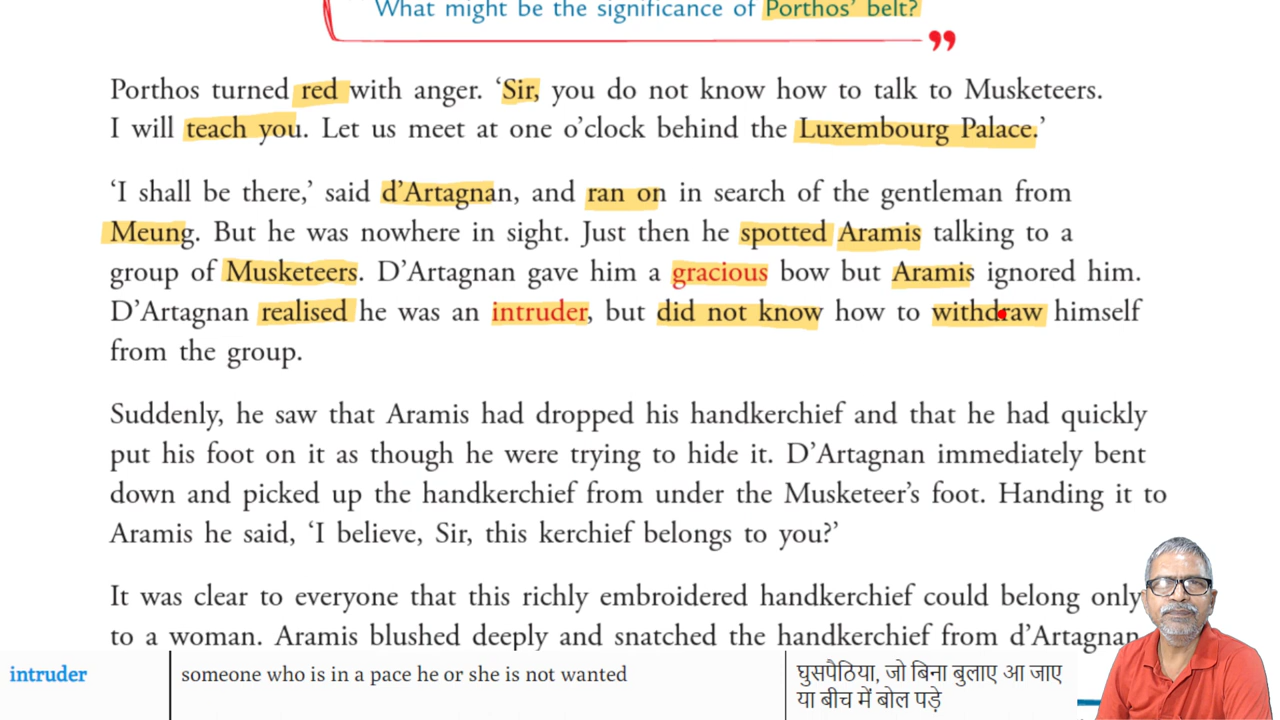 What might be the significance of Porthos' belt?
”
Porthos turned red with anger. ‘Sir, you do not know how to talk to Musketeers.
I will teach you. Let us meet at one o’clock behind the Luxembourg Palace.’
‘I shall be there,’ said d’Artagnan, and ran on in search of the gentleman from
Meung. But he was nowhere in sight. Just then he spotted Aramis talking to a
group of Musketeers. D’Artagnan gave him a gracious bow but Aramis ignored him.
D’Artagnan realised he was an intruder, but did not know how to withdraw himself
from the group.
Suddenly, he saw that Aramis had dropped his handkerchief and that he had quickly
put his foot on it as though he were trying to hide it. D’Artagnan immediately bent
down and picked up the handkerchief from under the Musketeer’s foot. Handing it to
Aramis he said, ‘I believe, Sir, this kerchief belongs to you?’
It was clear to everyone that this richly embroidered handkerchief could belong only
to a woman. Aramis blushed deeply and snatched the handkerchief from d’Artagnan.
intruder someone who is in a pace he or she is not wanted घुसपैठिया, जो बिना बुलाए आ जाए
या बीच में बोल पड़े